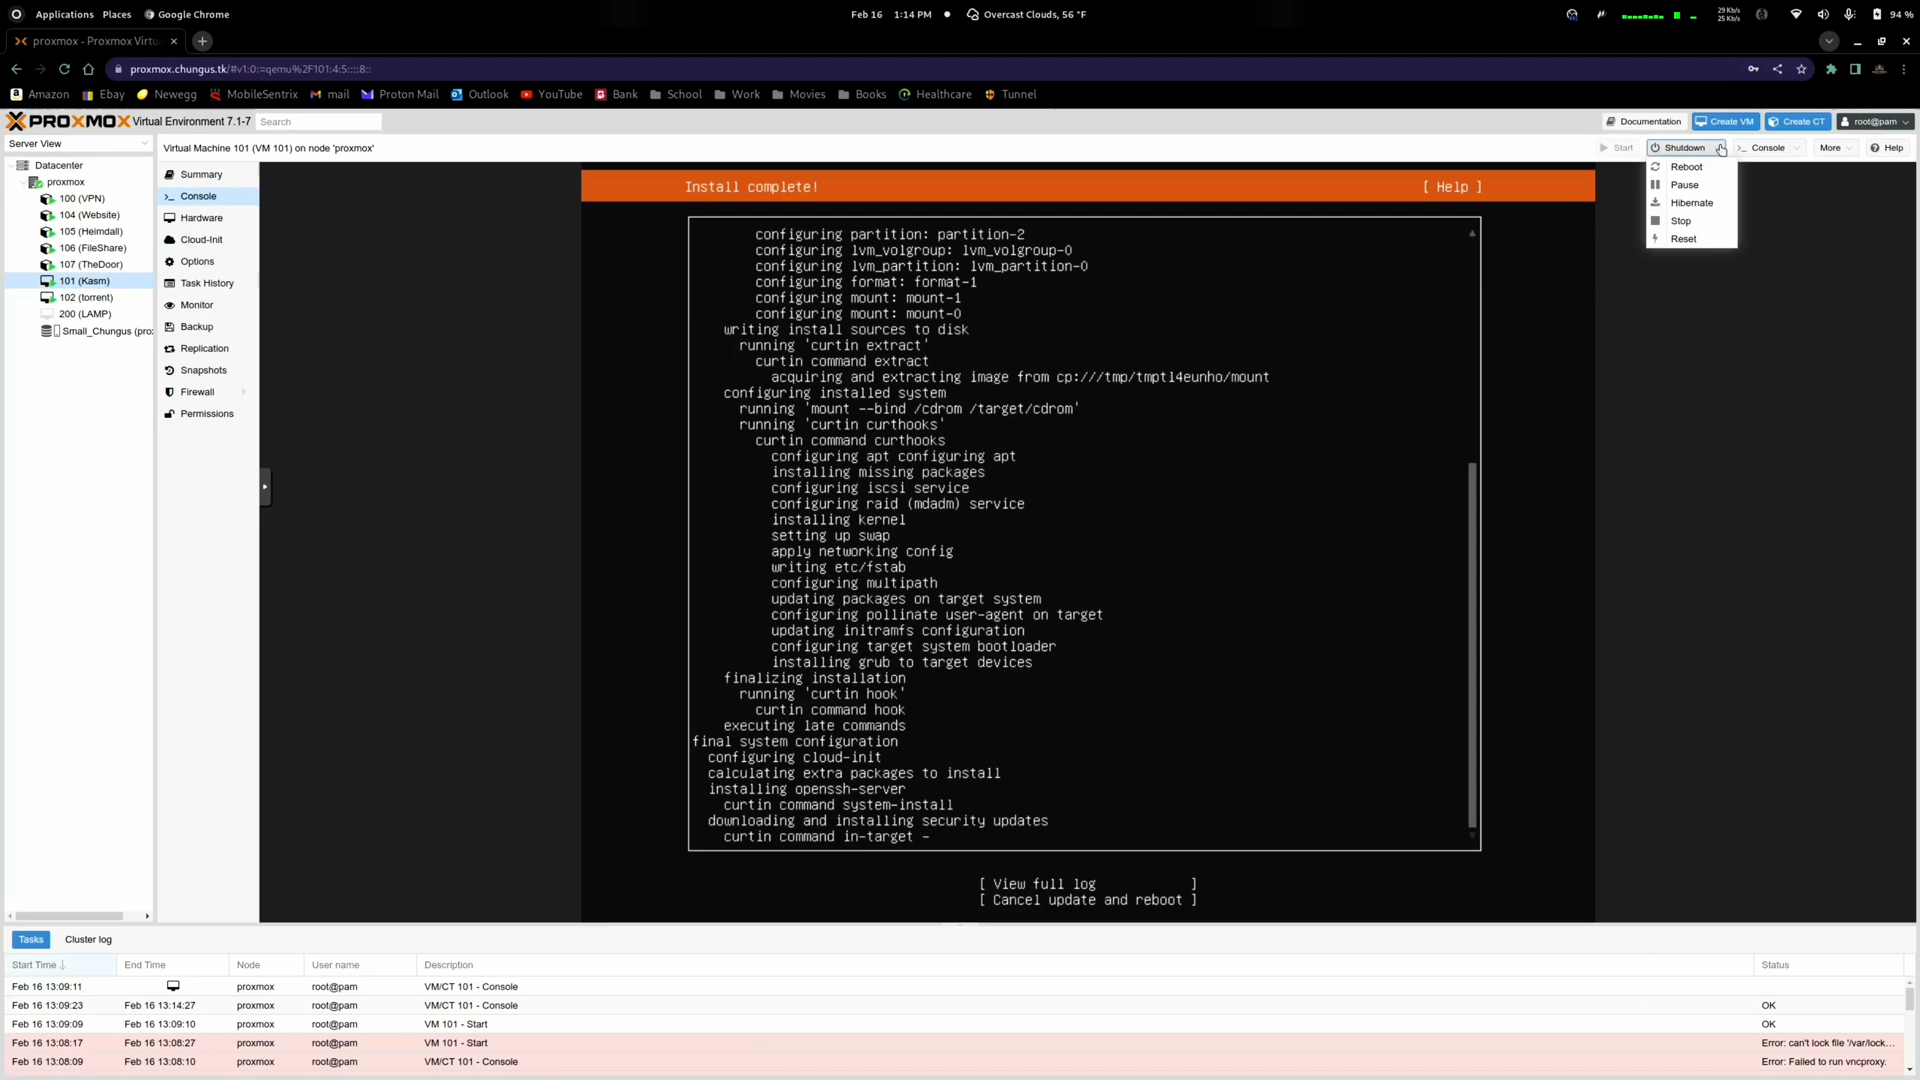 Applications Places Google Chrome
Feb 16 1:14 PM Overcast Clouds, 56 °F
29 Kb/s
25 Kb/s
94 %
proxmox - Proxmox Virtu
proxmox.chungus.tk/#v1:0:=qemu%2F101:4:5::::8::
Amazon Ebay Newegg MobileSentrix mail Proton Mail Outlook YouTube Bank School Work Movies Books Healthcare Tunnel
PROXMOX Virtual Environment 7.1-7 Search Documentation Create VM Create CT root@pam
Server View
Virtual Machine 101 (VM 101) on node 'proxmox' Start Shutdown Console More Help
Reboot
Pause
Hibernate
Stop
Reset
Datacenter
proxmox
100 (VPN)
104 (Website)
105 (Heimdall)
106 (FileShare)
107 (TheDoor)
101 (Kasm)
102 (torrent)
200 (LAMP)
Small_Chungus (pro
Summary
Console
Hardware
Cloud-Init
Options
Task History
Monitor
Backup
Replication
Snapshots
Firewall
Permissions
Install complete! [ Help ]
configuring partition: partition-2
configuring lvm_volgroup: lvm_volgroup-0
configuring lvm_partition: lvm_partition-0
configuring format: format-1
configuring mount: mount-1
configuring mount: mount-0
writing install sources to disk
running 'curtin extract'
curtin command extract
acquiring and extracting image from cp:///tmp/tmptl4eunho/mount
configuring installed system
running 'mount --bind /cdrom /target/cdrom'
running 'curtin curthooks'
curtin command curthooks
configuring apt configuring apt
installing missing packages
configuring iscsi service
configuring raid (mdadm) service
installing kernel
setting up swap
apply networking config
writing etc/fstab
configuring multipath
updating packages on target system
configuring pollinate user-agent on target
updating initramfs configuration
configuring target system bootloader
installing grub to target devices
finalizing installation
running 'curtin hook'
curtin command hook
executing late commands
final system configuration
configuring cloud-init
calculating extra packages to install
installing openssh-server
curtin command system-install
downloading and installing security updates
curtin command in-target -
[ View full log ]
[ Cancel update and reboot ]
Tasks Cluster log
Start Time End Time Node User name Description Status
Feb 16 13:09:11 proxmox root@pam VM/CT 101 - Console
Feb 16 13:09:23 Feb 16 13:14:27 proxmox root@pam VM/CT 101 - Console OK
Feb 16 13:09:09 Feb 16 13:09:10 proxmox root@pam VM 101 - Start OK
Feb 16 13:08:17 Feb 16 13:08:27 proxmox root@pam VM 101 - Start Error: can't lock file '/var/lock...
Feb 16 13:08:09 Feb 16 13:08:10 proxmox root@pam VM/CT 101 - Console Error: Failed to run vncproxy.